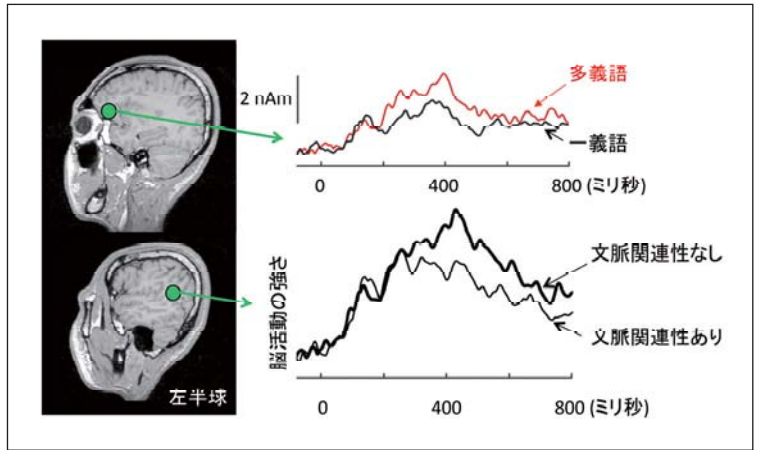 2 nAm
多義語
一義語
0 400 800 (ミリ秒)
脳活動の強さ
文脈関連性なし
文脈関連性あり
左半球
0 400 800 (ミリ秒)